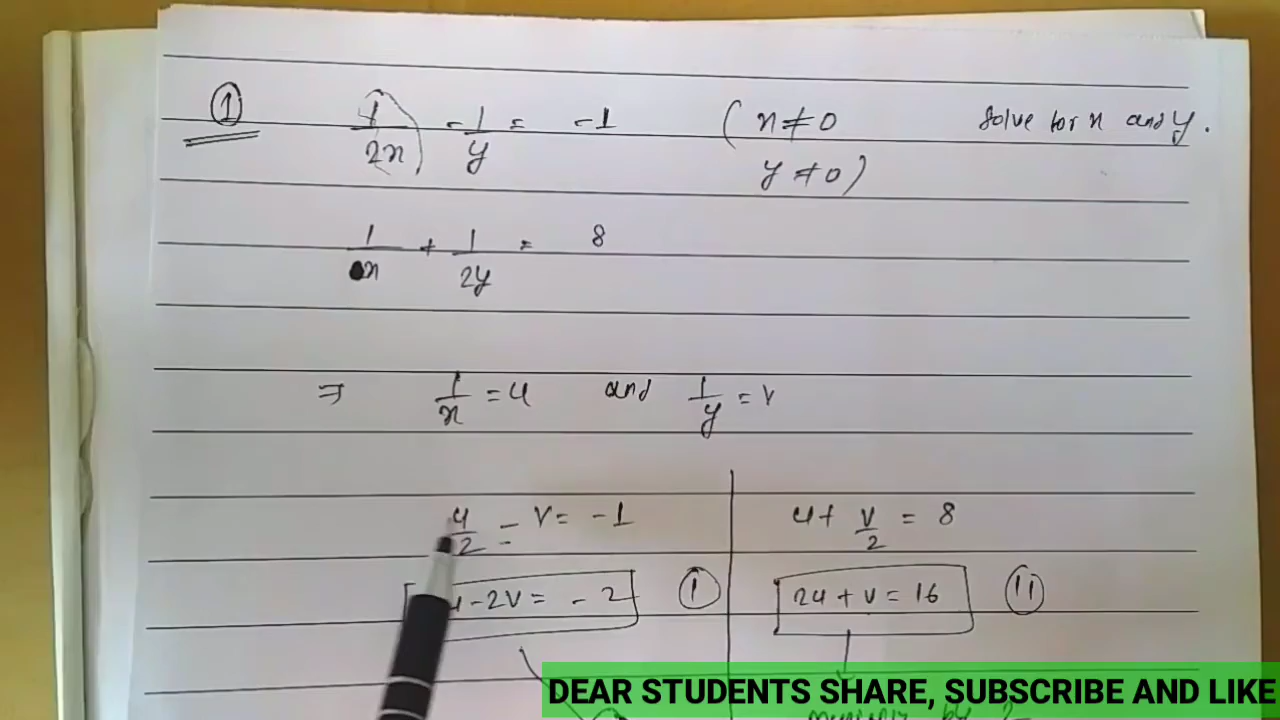 ① 1/2x - 1/y = -1 (x ≠ 0 Solve for x and y.
y ≠ 0)
1/x + 1/2y = 8
⇒ 1/x = u and 1/y = v
u/2 - v = -1 u + v/2 = 8
u - 2v = -2 ① 2u + v = 16 ⑪
DEAR STUDENTS SHARE, SUBSCRIBE AND LIKE